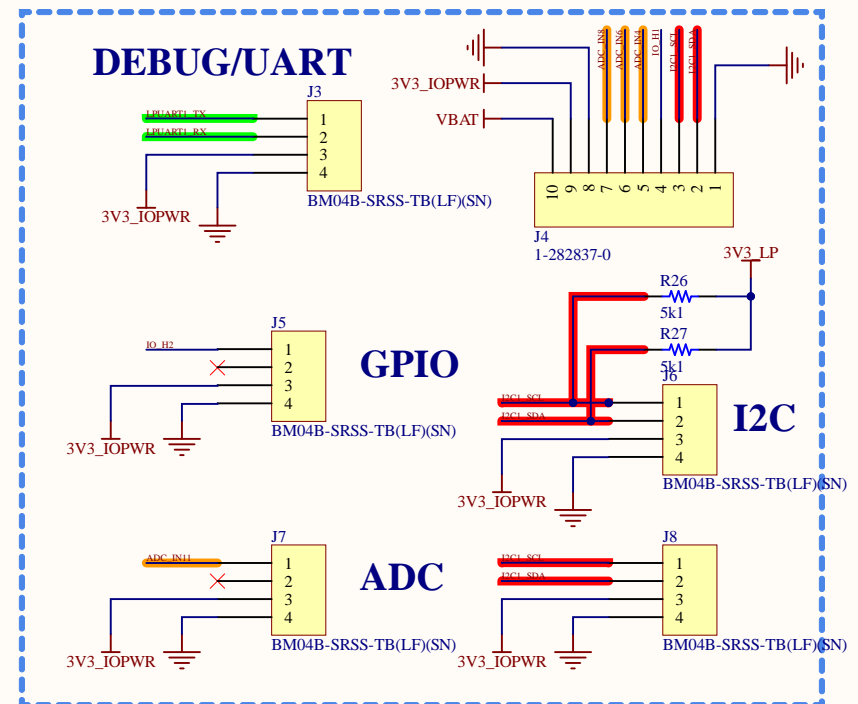 DEBUG/UART
J3
LPUART1_TX
LPUART1_RX
1
2
3
4
3V3_IOPWR
BM04B-SRSS-TB(LF)(SN)
3V3_IOPWR
VBAT
ADC_IN8
ADC_IN6
ADC_IN4
IO_H1
I2C1_SCL
I2C1_SDA
10
9
8
7
6
5
4
3
2
1
J4
1-282837-0
3V3_LP
R26
5k1
R27
5k1
J5
IO_H2
1
2
3
4
3V3_IOPWR
BM04B-SRSS-TB(LF)(SN)
GPIO
J6
I2C1_SCL
I2C1_SDA
1
2
3
4
3V3_IOPWR
BM04B-SRSS-TB(LF)(SN)
I2C
J7
ADC_IN11
1
2
3
4
3V3_IOPWR
BM04B-SRSS-TB(LF)(SN)
ADC
J8
I2C1_SCL
I2C1_SDA
1
2
3
4
3V3_IOPWR
BM04B-SRSS-TB(LF)(SN)